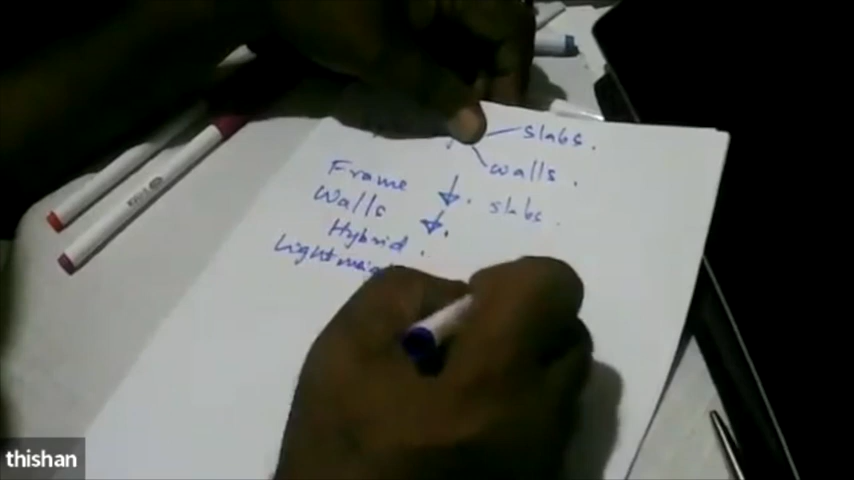 slabs.
walls.
Frame
Walls
slabs.
Hybrid.
thishan